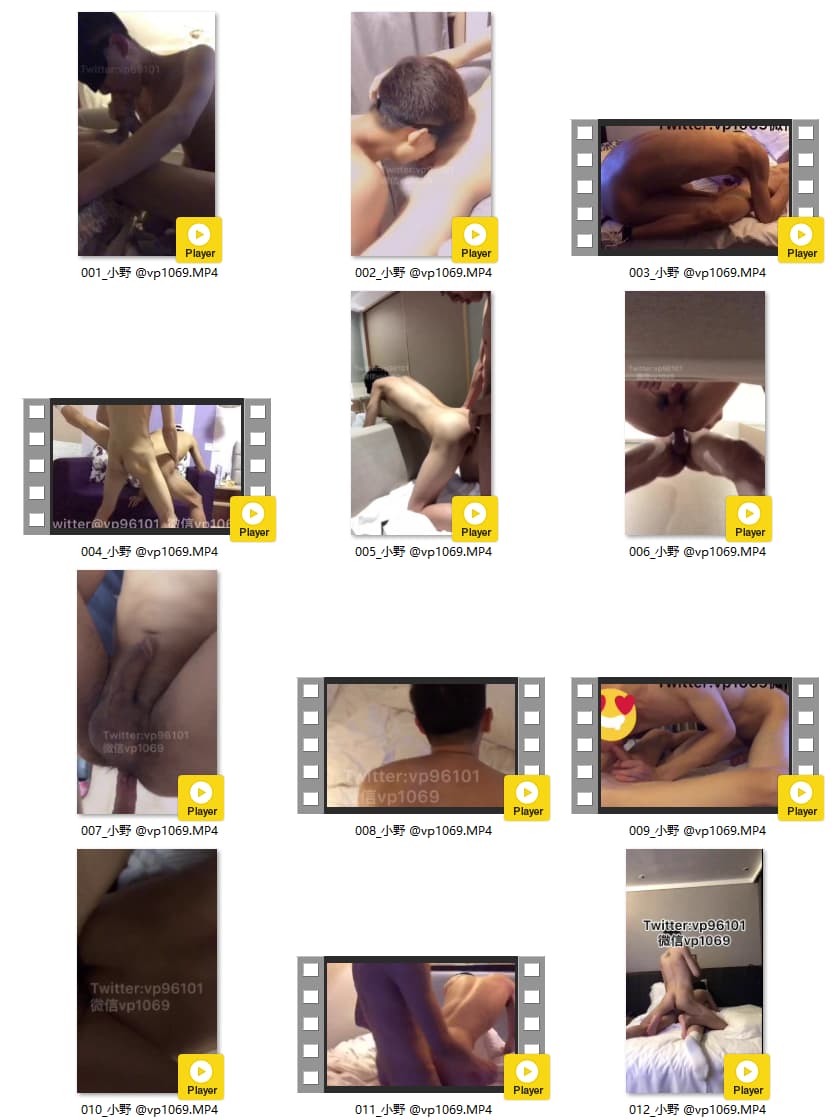 Twitter:vp96101
Player
001_小野 @vp1069.MP4
Twitter:vp96101
Player
002_小野 @vp1069.MP4
Player
003_小野 @vp1069.MP4
witter@vp96101 微信vp106
Player
004_小野 @vp1069.MP4
Twitter:vp96101
Player
005_小野 @vp1069.MP4
Twitter:vp96101
微信vp1069
Player
006_小野 @vp1069.MP4
Twitter:vp96101
微信vp1069
Player
007_小野 @vp1069.MP4
Twitter:vp96101
微信vp1069
Player
008_小野 @vp1069.MP4
Player
009_小野 @vp1069.MP4
Twitter:vp96101
微信vp1069
Player
010_小野 @vp1069.MP4
Player
011_小野 @vp1069.MP4
Twitter:vp96101
微信vp1069
Player
012_小野 @vp1069.MP4